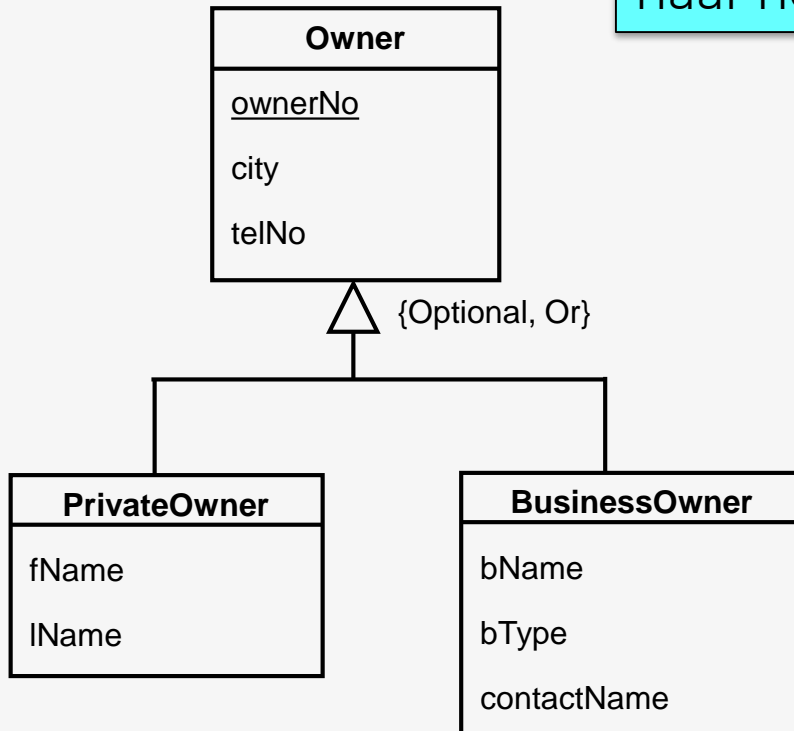 Owner
ownerNo
city
telNo
{Optional, Or}
PrivateOwner
fName
lName
BusinessOwner
bName
bType
contactName